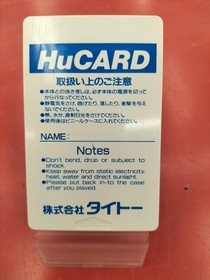 HuCARD
取扱い上のご注意
●本体との抜き差しは、必ず本体の電源を切って
から行なってください。
●静電気をさけ、曲げたり、濡したり、衝撃を与え
ないでください。
●熱、水分、直射日光をさけてください。
●使用後はビニールケースに入れてください。
NAME:
Notes
●Don't bend, drop or subject to
shock.
●Keep away from static electricity,
heat, water and direct sunlight.
●Please put back in-to the case
after you played.
株式会社タイトー